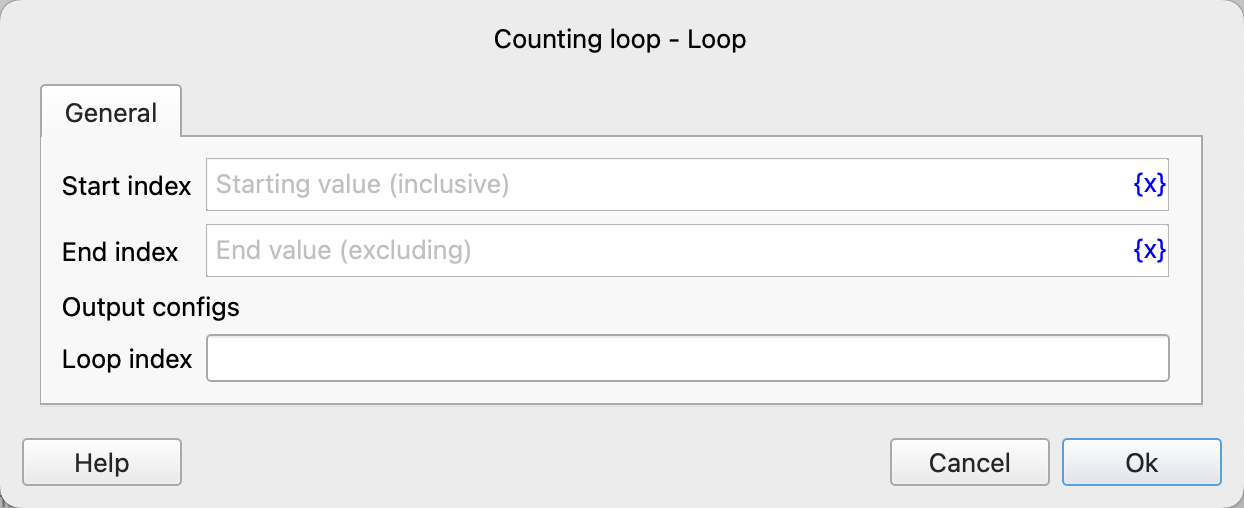 Counting loop - Loop
General
Start index Starting value (inclusive) {x}
End index End value (excluding) {x}
Output configs
Loop index
Help Cancel Ok